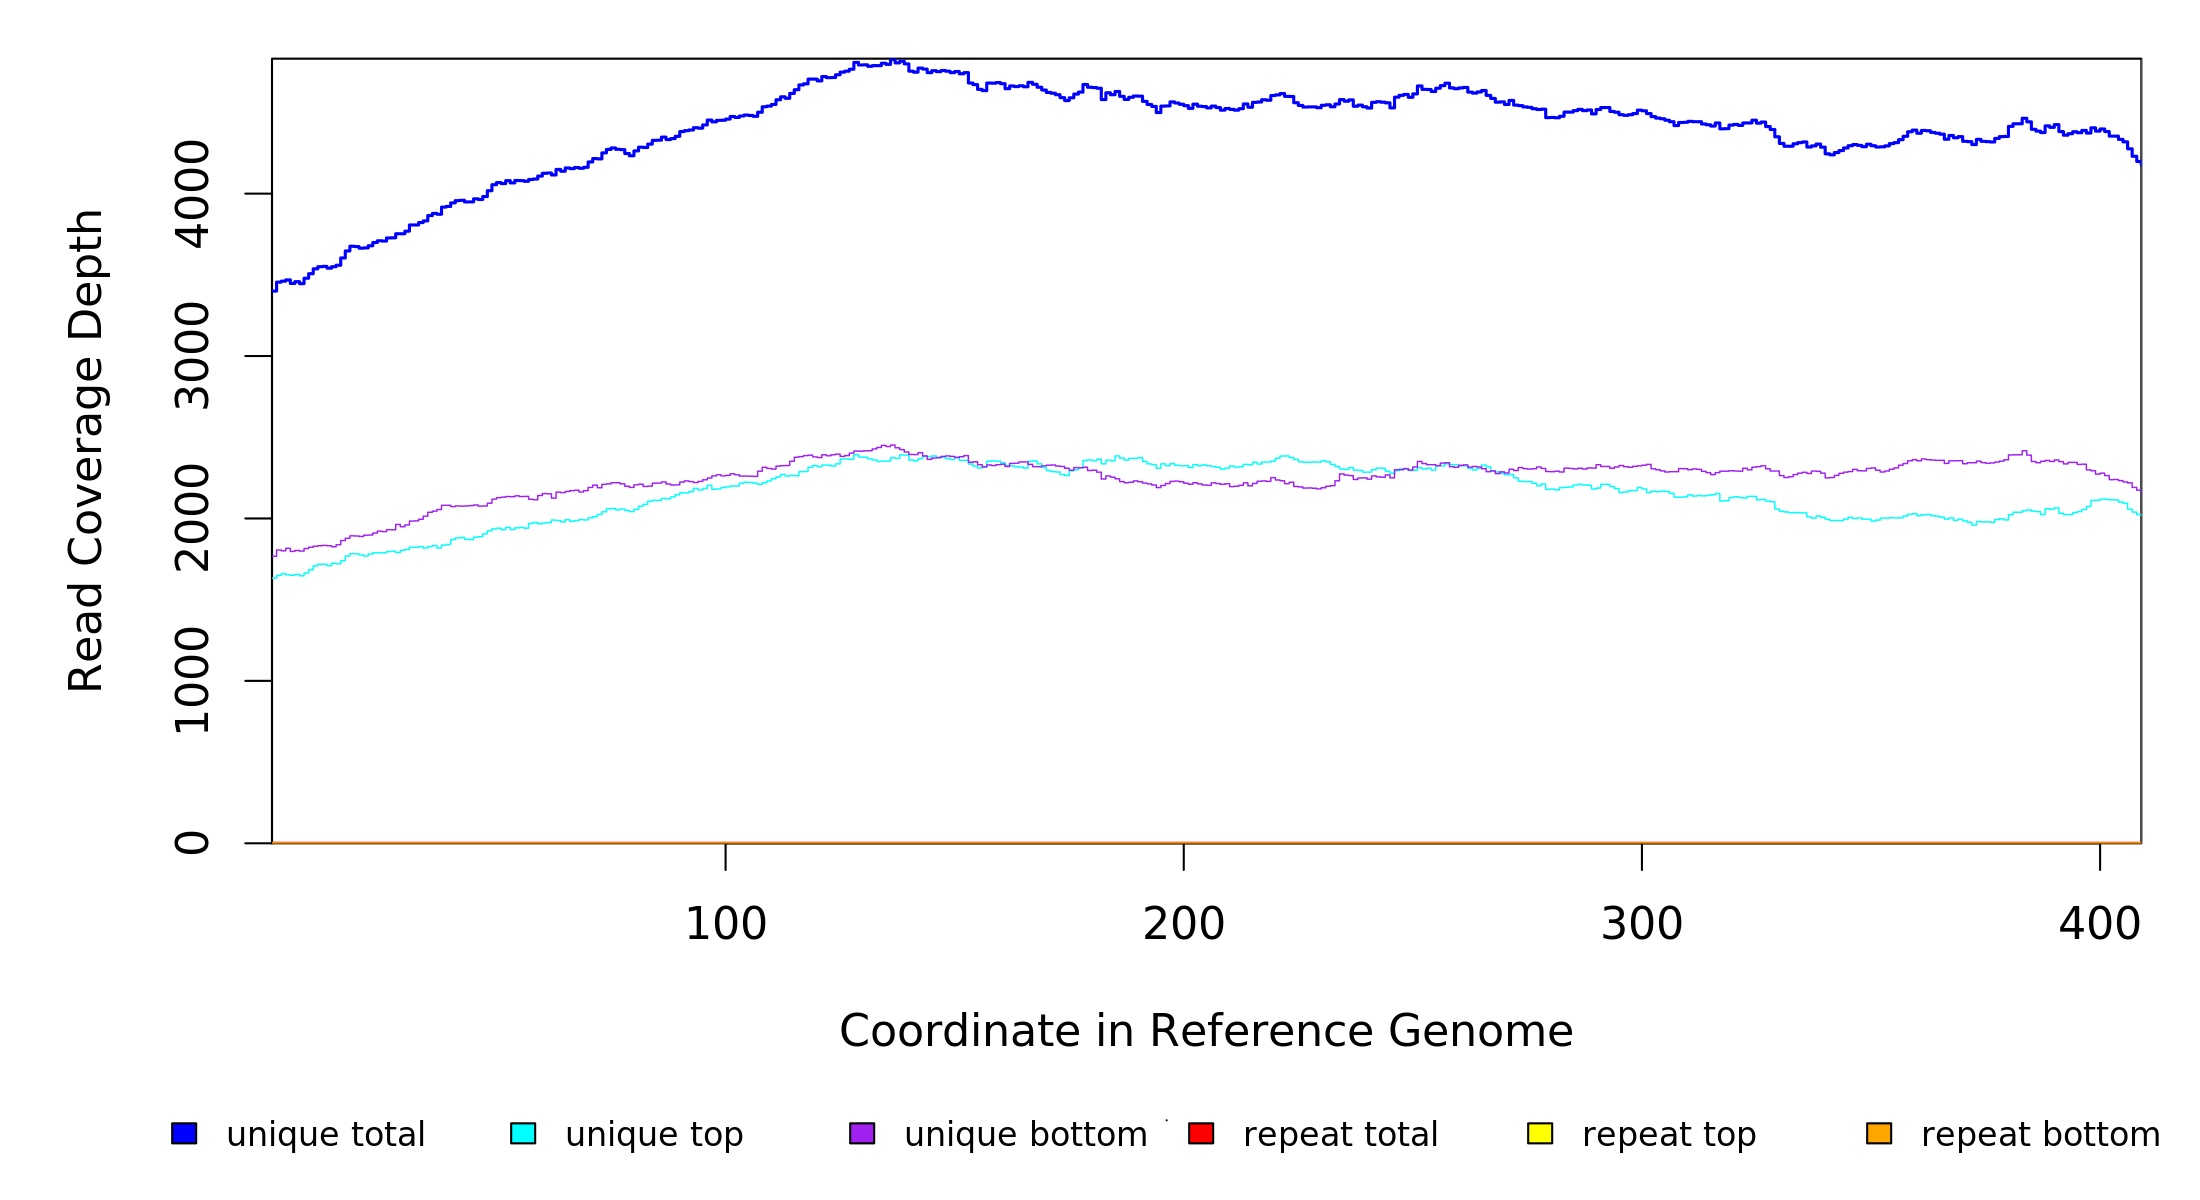 Read Coverage Depth
4000
3000
2000
1000
0
100 200 300 400
Coordinate in Reference Genome
unique total unique top unique bottom repeat total repeat top repeat bottom